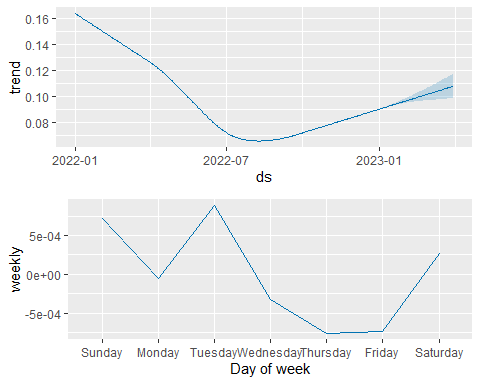 0.16
0.14
0.12
0.10
0.08
trend
2022-01 2022-07 2023-01
ds
5e-04
0e+00
-5e-04
weekly
Sunday Monday Tuesday Wednesday Thursday Friday Saturday
Day of week